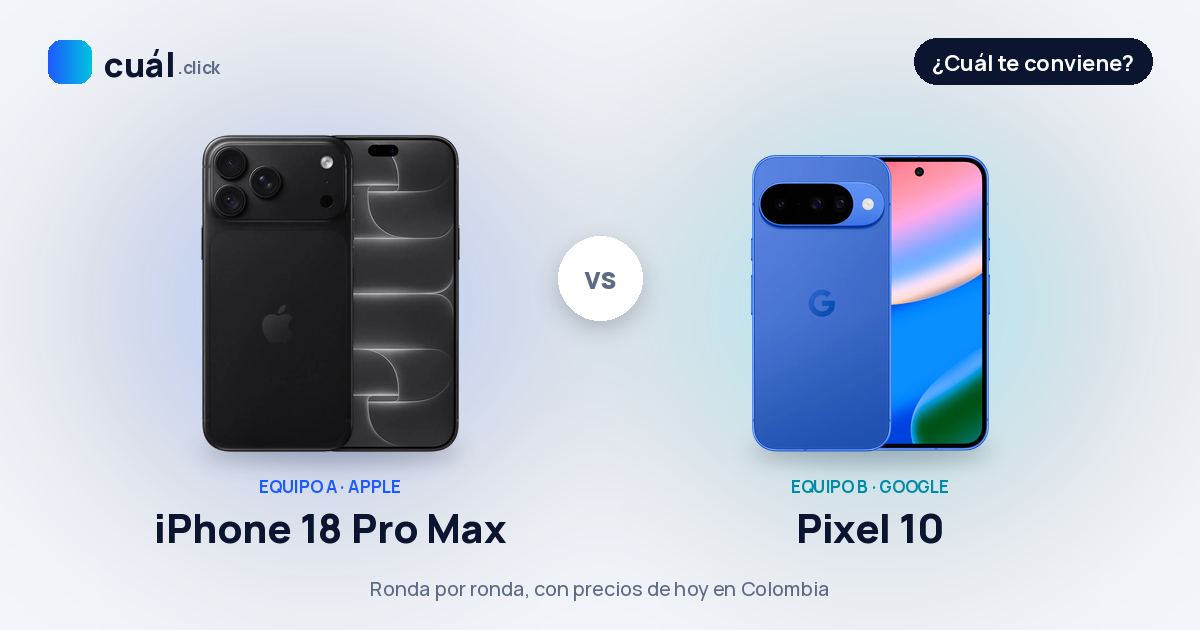 cuál.click
¿Cuál te conviene?
vs
EQUIPO A · APPLE
iPhone 18 Pro Max
EQUIPO B · GOOGLE
Pixel 10
Ronda por ronda, con precios de hoy en Colombia